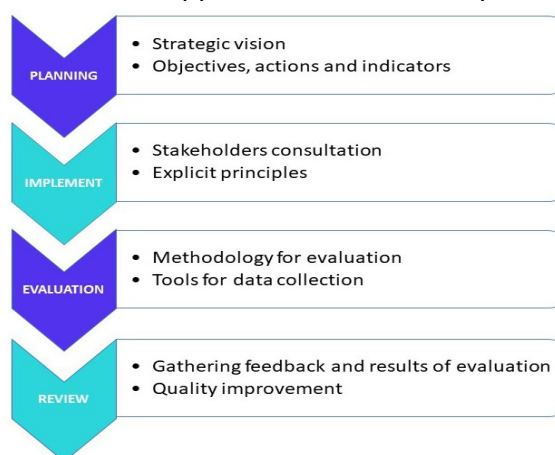 PLANNING
• Strategic vision
• Objectives, actions and indicators
IMPLEMENT
• Stakeholders consultation
• Explicit principles
EVALUATION
• Methodology for evaluation
• Tools for data collection
REVIEW
• Gathering feedback and results of evaluation
• Quality improvement